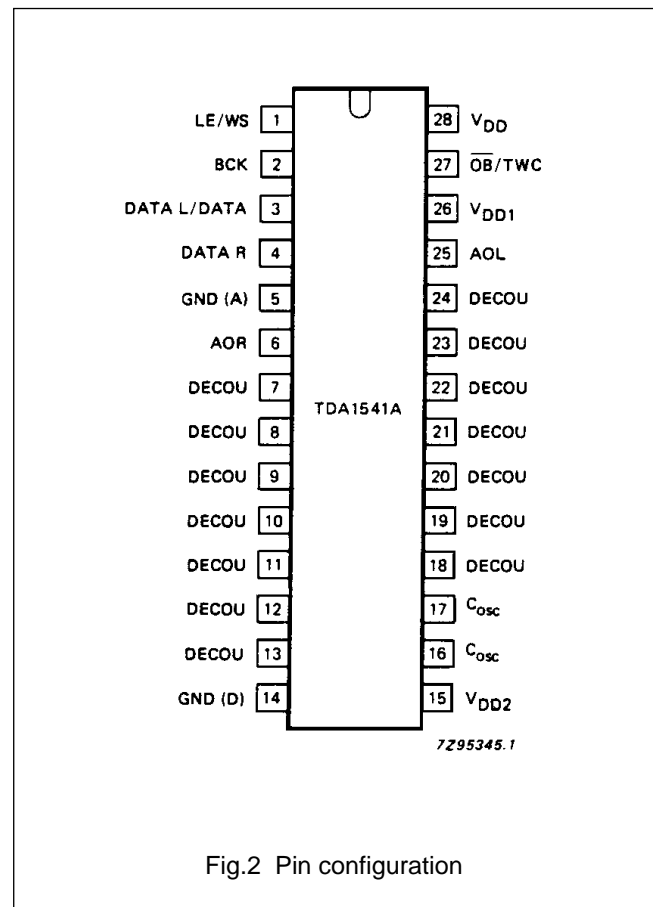 LE/WS 1 28 VDD
BCK 2 27 O̅B̅/TWC
DATA L/DATA 3 26 VDD1
DATA R 4 25 AOL
GND (A) 5 24 DECOU
AOR 6 23 DECOU
DECOU 7 22 DECOU
TDA1541A
DECOU 8 21 DECOU
DECOU 9 20 DECOU
DECOU 10 19 DECOU
DECOU 11 18 DECOU
DECOU 12 17 Cosc
DECOU 13 16 Cosc
GND (D) 14 15 VDD2
7Z95345.1
Fig.2 Pin configuration